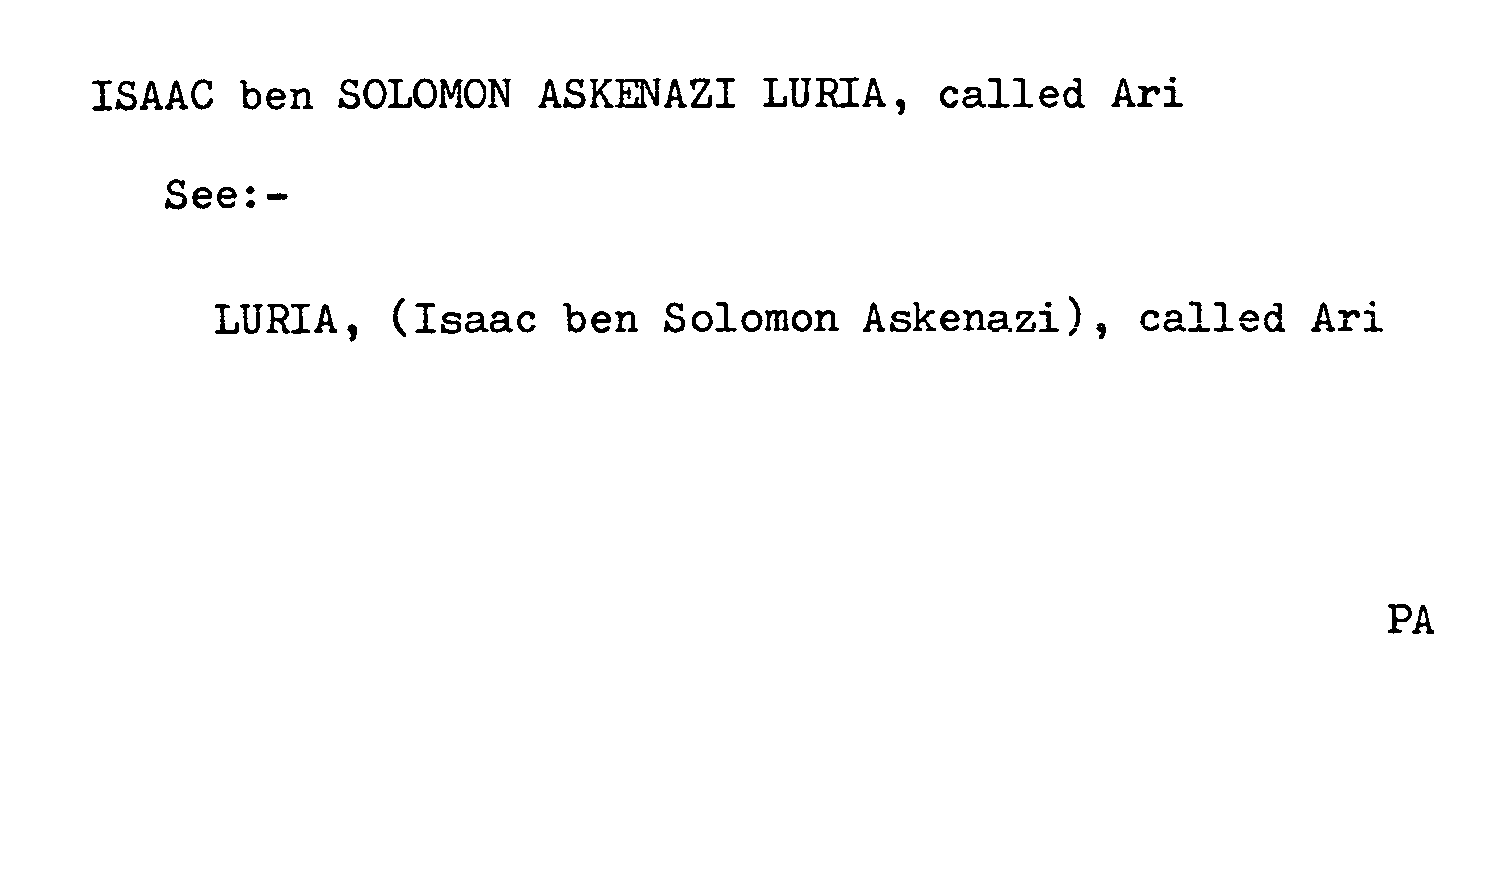 ISAAC ben SOLOMON ASKENAZI LURIA, called Ari
See:-
LURIA, (Isaac ben Solomon Askenazi), called Ari
PA